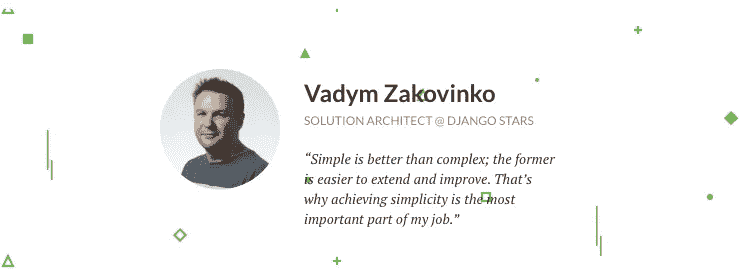 Vadym Zakovinko
SOLUTION ARCHITECT @ DJANGO STARS
“Simple is better than complex; the former
is easier to extend and improve. That’s
why achieving simplicity is the most
important part of my job.”